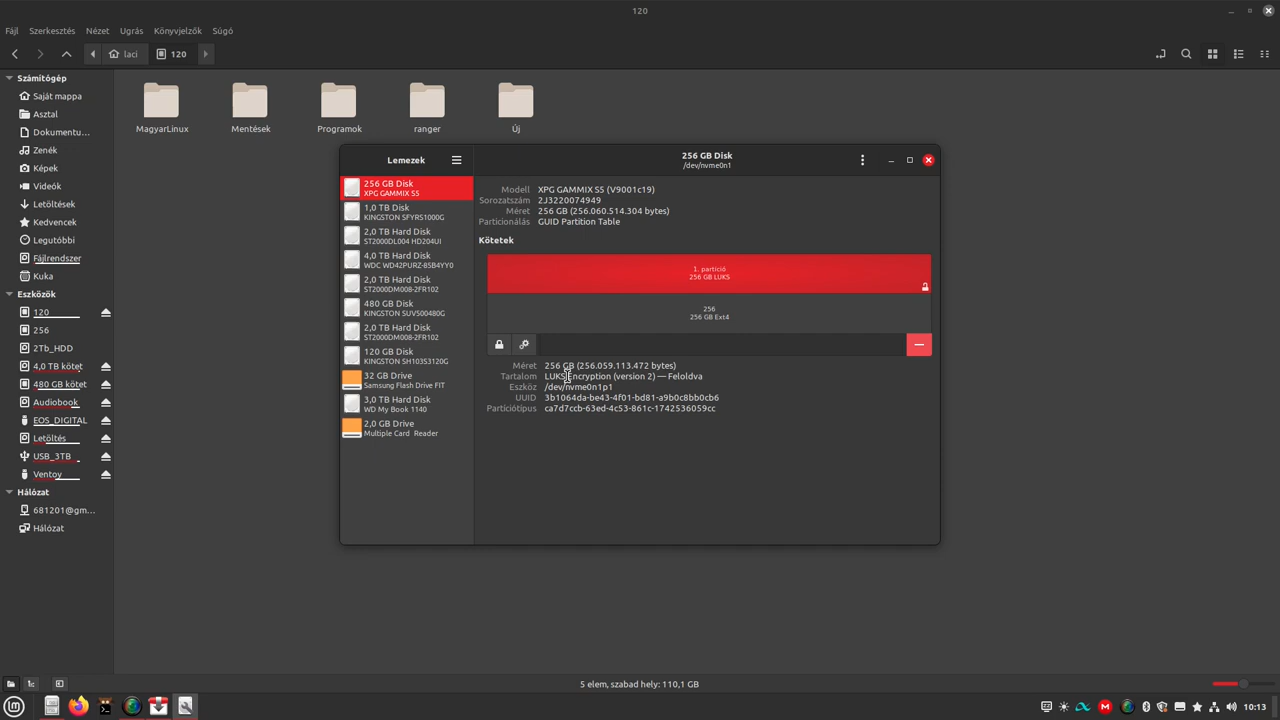 120
Fájl Szerkesztés Nézet Ugrás Könyvjelzők Súgó
laci 120
Számítógép
Saját mappa
Asztal
Dokumentu...
Zenék
Képek
Videók
Letöltések
Kedvencek
Legutóbbi
Fájlrendszer
Kuka
Eszközök
120
256
2Tb_HDD
4,0 TB kötet
480 GB kötet
Audiobook
EOS_DIGITAL
Letöltés
USB_3TB
Ventoy
Hálózat
681201@gm...
Hálózat
MagyarLinux Mentések Programok ranger Új
Lemezek
256 GB Disk
XPG GAMMIX S5
1,0 TB Disk
KINGSTON SFYRS1000G
2,0 TB Hard Disk
ST2000DL004 HD204UI
4,0 TB Hard Disk
WDC WD42PURZ-85B4YY0
2,0 TB Hard Disk
ST2000DM008-2FR102
480 GB Disk
KINGSTON SUV500480G
2,0 TB Hard Disk
ST2000DM008-2FR102
120 GB Disk
KINGSTON SH103S3120G
32 GB Drive
Samsung Flash Drive FIT
3,0 TB Hard Disk
WD My Book 1140
2,0 GB Drive
Multiple Card Reader
256 GB Disk
/dev/nvme0n1
Modell XPG GAMMIX S5 (V9001c19)
Sorozatszám 2J3220074949
Méret 256 GB (256.060.514.304 bytes)
Particionálás GUID Partition Table
Kötetek
1. partíció
256 GB LUKS
256
256 GB Ext4
Méret 256 GB (256.059.113.472 bytes)
Tartalom LUKS Encryption (version 2) — Feloldva
Eszköz /dev/nvme0n1p1
UUID 3b1064da-be43-4f01-bd81-a9b0c8bb0cb6
Partíciótípus ca7d7ccb-63ed-4c53-861c-1742536059cc
5 elem, szabad hely: 110,1 GB
10:13